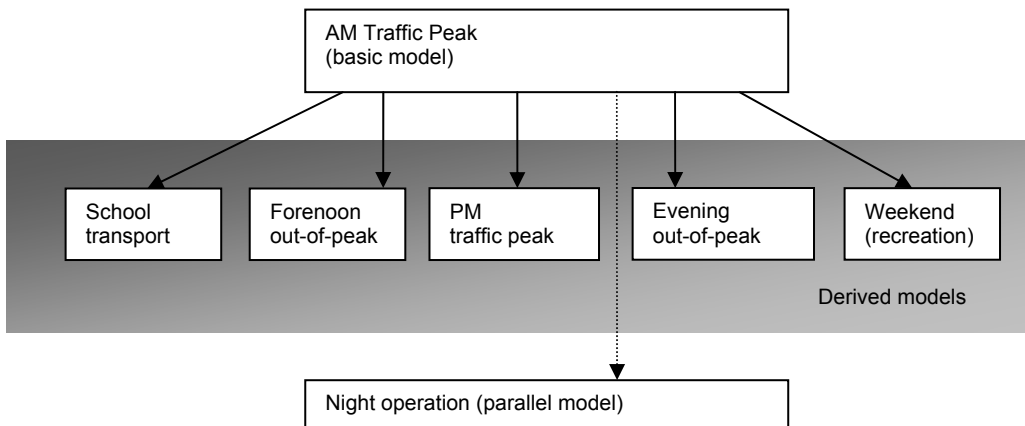 AM Traffic Peak
(basic model)
School
transport
Forenoon
out-of-peak
PM
traffic peak
Evening
out-of-peak
Weekend
(recreation)
Derived models
Night operation (parallel model)